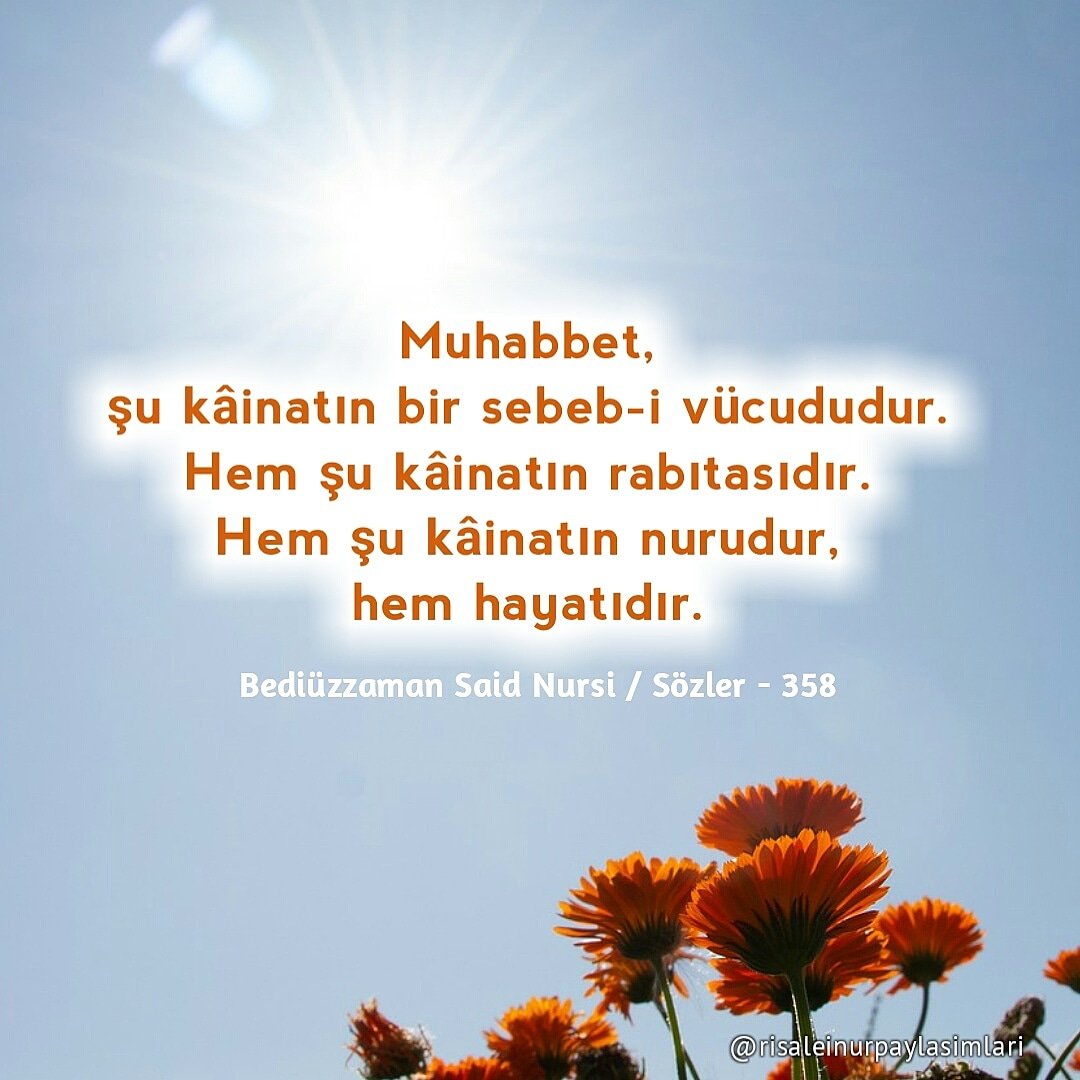 Muhabbet,
şu kâinatın bir sebeb-i vücududur.
Hem şu kâinatın rabıtasıdır.
Hem şu kâinatın nurudur,
hem hayatıdır.
Bediüzzaman Said Nursi / Sözler - 358
@risaleinurpaylasimlari